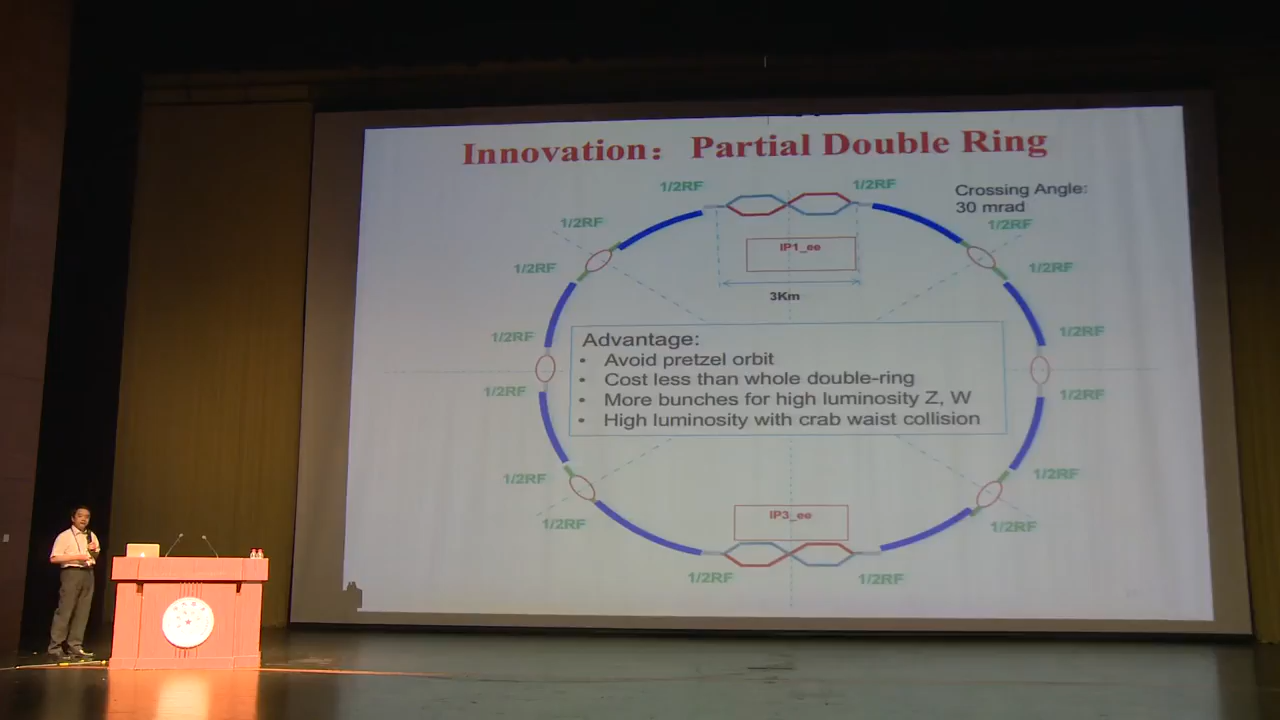 Innovation: Partial Double Ring
1/2RF
1/2RF
Crossing Angle:
30 mrad
1/2RF
1/2RF
IP1_ee
1/2RF
1/2RF
3Km
1/2RF
1/2RF
Advantage:
• Avoid pretzel orbit
• Cost less than whole double-ring
• More bunches for high luminosity Z, W
• High luminosity with crab waist collision
1/2RF
1/2RF
1/2RF
1/2RF
IP3_ee
1/2RF
1/2RF
1/2RF
1/2RF